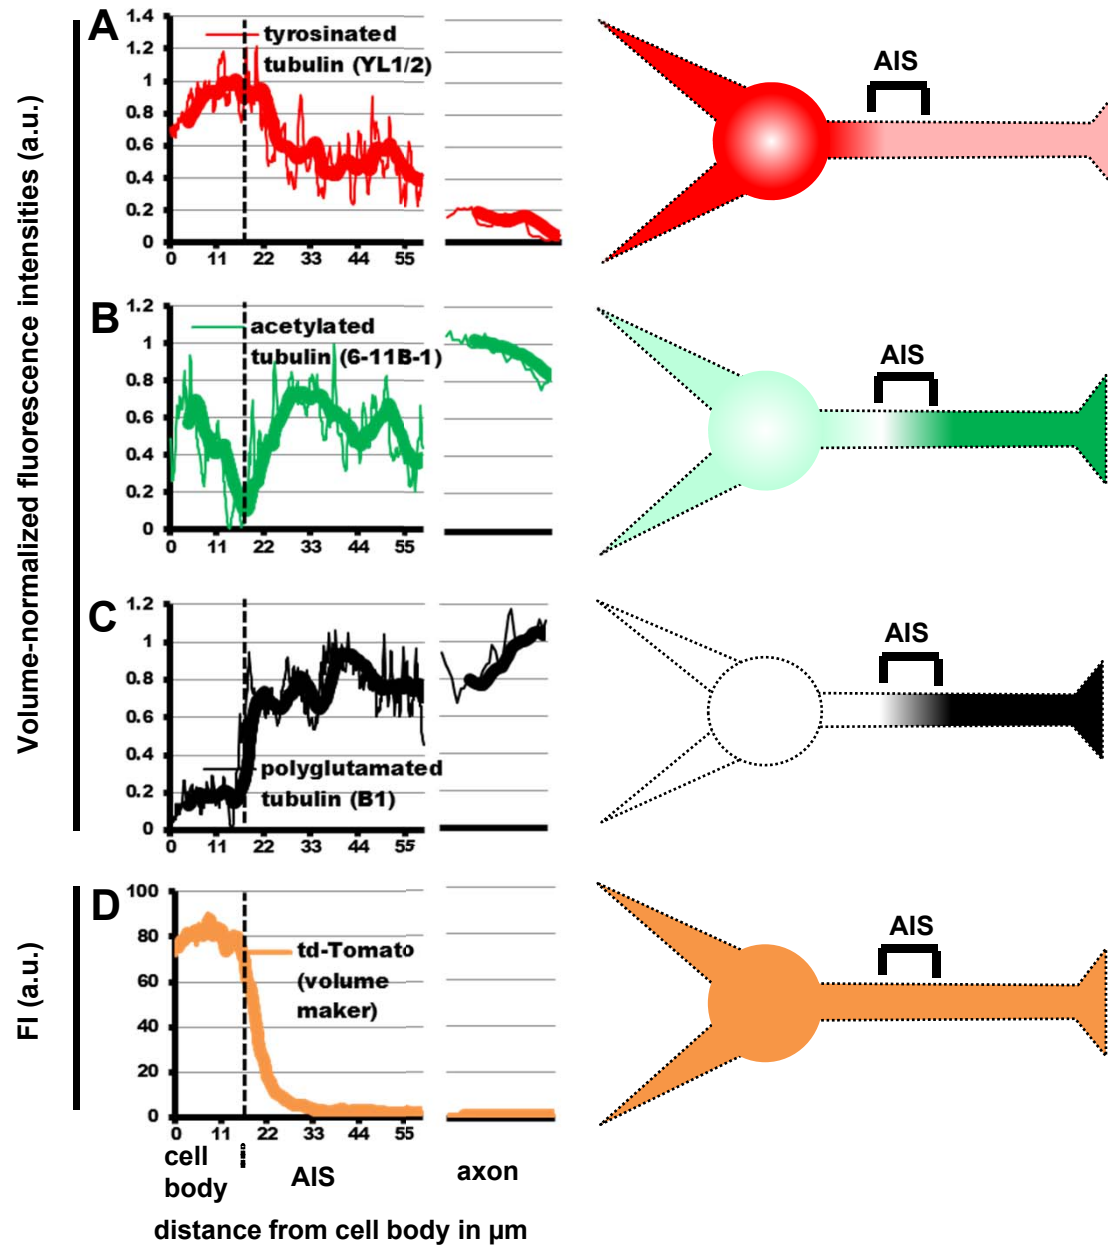 Volume-normalized fluorescence intensities (a.u.)
A
1.4
1.2
1
0.8
0.6
0.4
0.2
0
0 11 22 33 44 55
tyrosinated
tubulin (YL1/2)
AIS
B
1.2
1
0.8
0.6
0.4
0.2
0
0 11 22 33 44 55
acetylated
tubulin (6-11B-1)
AIS
C
1.2
1
0.8
0.6
0.4
0.2
0
0 11 22 33 44 55
polyglutamated
tubulin (B1)
AIS
FI (a.u.)
D
100
80
60
40
20
0
0 11 22 33 44 55
td-Tomato
(volume
maker)
AIS
cell
body
AIS
axon
distance from cell body in µm